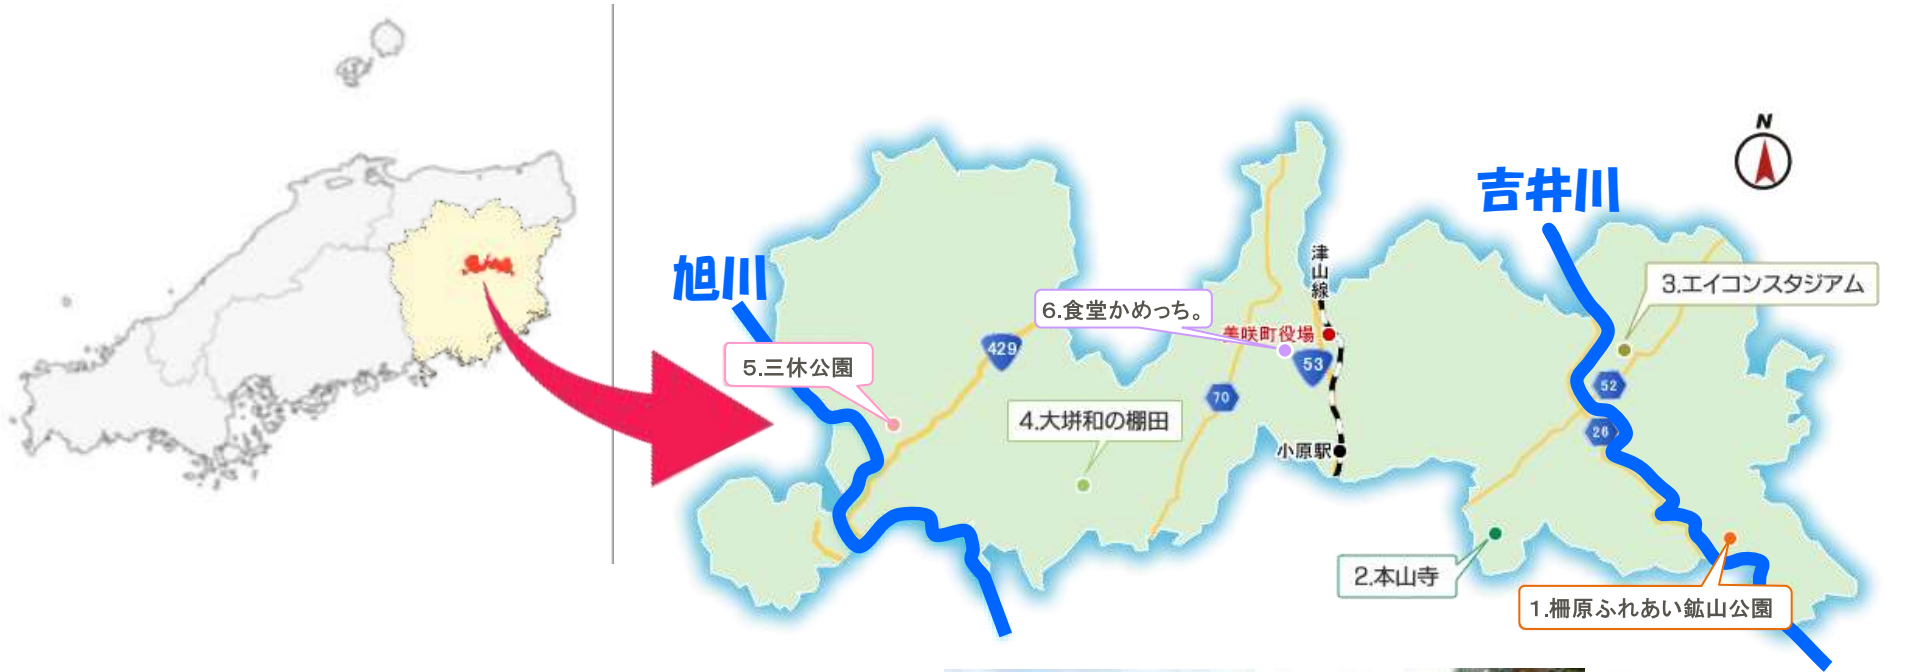 N
吉井川
津山線
旭川
3.エイコンスタジアム
6.食堂かめっち。
美咲町役場
429
5.三休公園
53
52
70
4.大垪和の棚田
26
小原駅
2.本山寺
1.柵原ふれあい鉱山公園